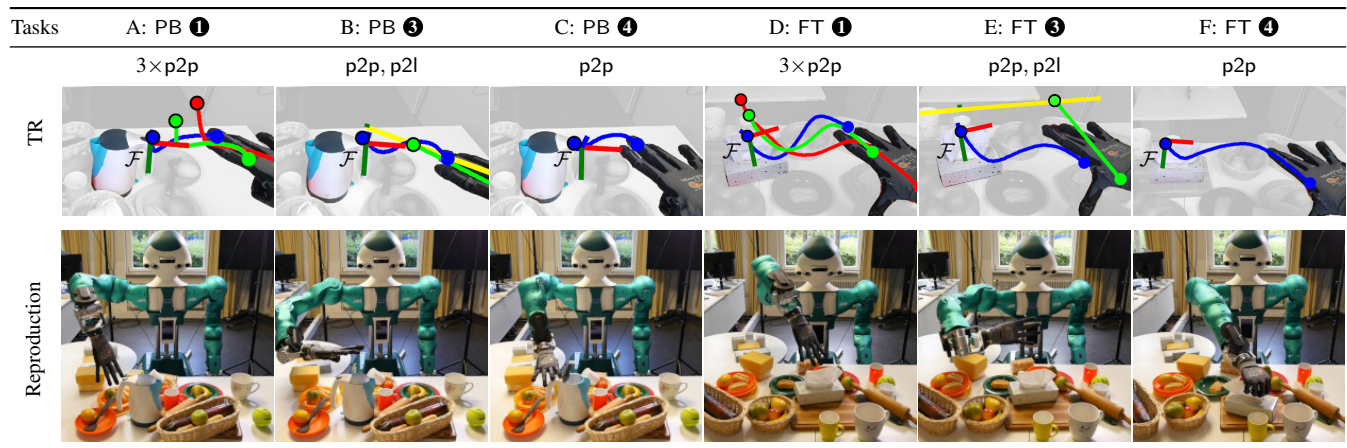 Tasks A: PB ❶ B: PB ❸ C: PB ❹ D: FT ❶ E: FT ❸ F: FT ❹
3×p2p p2p, p2l p2p 3×p2p p2p, p2l p2p
TR
ℱ ℱ ℱ ℱ ℱ ℱ
Reproduction